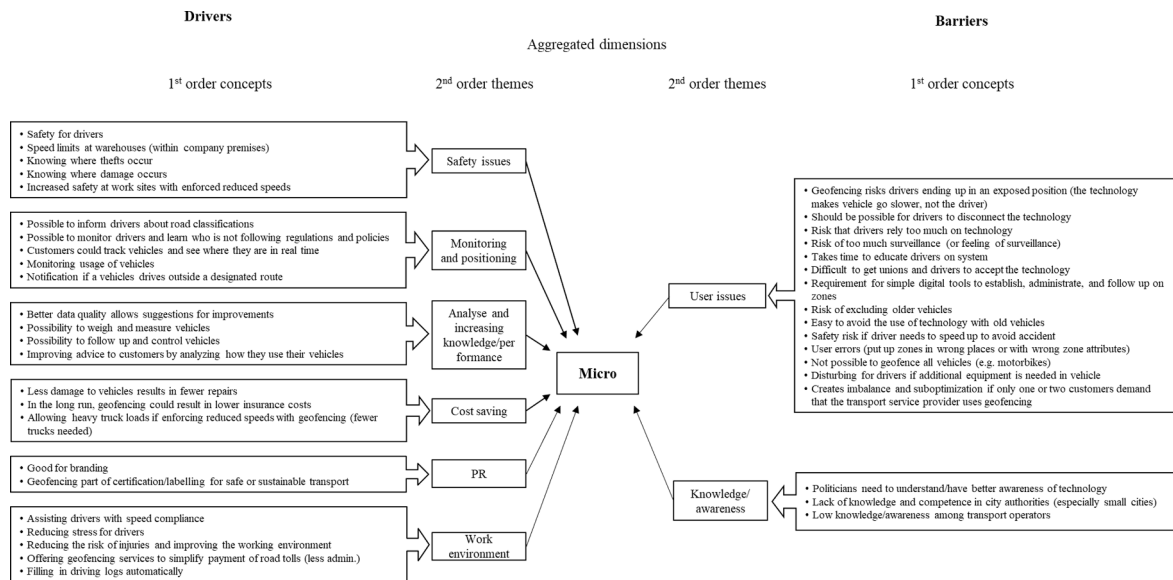 Drivers
Barriers
Aggregated dimensions
1st order concepts
2nd order themes
2nd order themes
1st order concepts
• Safety for drivers
• Speed limits at warehouses (within company premises)
• Knowing where thefts occur
• Knowing where damage occurs
• Increased safety at work sites with enforced reduced speeds
Safety issues
• Possible to inform drivers about road classifications
• Possible to monitor drivers and learn who is not following regulations and policies
• Customers could track vehicles and see where they are in real time
• Monitoring usage of vehicles
• Notification if a vehicles drives outside a designated route
Monitoring
and positioning
• Better data quality allows suggestions for improvements
• Possibility to weigh and measure vehicles
• Possibility to follow up and control vehicles
• Improving advice to customers by analyzing how they use their vehicles
Analyse and
increasing
knowledge/per
formance
• Less damage to vehicles results in fewer repairs
• In the long run, geofencing could result in lower insurance costs
• Allowing heavy truck loads if enforcing reduced speeds with geofencing (fewer
trucks needed)
Cost saving
• Good for branding
• Geofencing part of certification/labelling for safe or sustainable transport
PR
• Assisting drivers with speed compliance
• Reducing stress for drivers
• Reducing the risk of injuries and improving the working environment
• Offering geofencing services to simplify payment of road tolls (less admin.)
• Filling in driving logs automatically
Work
environment
Micro
User issues
• Geofencing risks drivers ending up in an exposed position (the technology
makes vehicle go slower, not the driver)
• Should be possible for drivers to disconnect the technology
• Risk that drivers rely too much on technology
• Risk of too much surveillance (or feeling of surveillance)
• Takes time to educate drivers on system
• Difficult to get unions and drivers to accept the technology
• Requirement for simple digital tools to establish, administrate, and follow up on
zones
• Risk of excluding older vehicles
• Easy to avoid the use of technology with old vehicles
• Safety risk if driver needs to speed up to avoid accident
• User errors (put up zones in wrong places or with wrong zone attributes)
• Not possible to geofence all vehicles (e.g. motorbikes)
• Disturbing for drivers if additional equipment is needed in vehicle
• Creates imbalance and suboptimization if only one or two customers demand
that the transport service provider uses geofencing
Knowledge/
awareness
• Politicians need to understand/have better awareness of technology
• Lack of knowledge and competence in city authorities (especially small cities)
• Low knowledge/awareness among transport operators